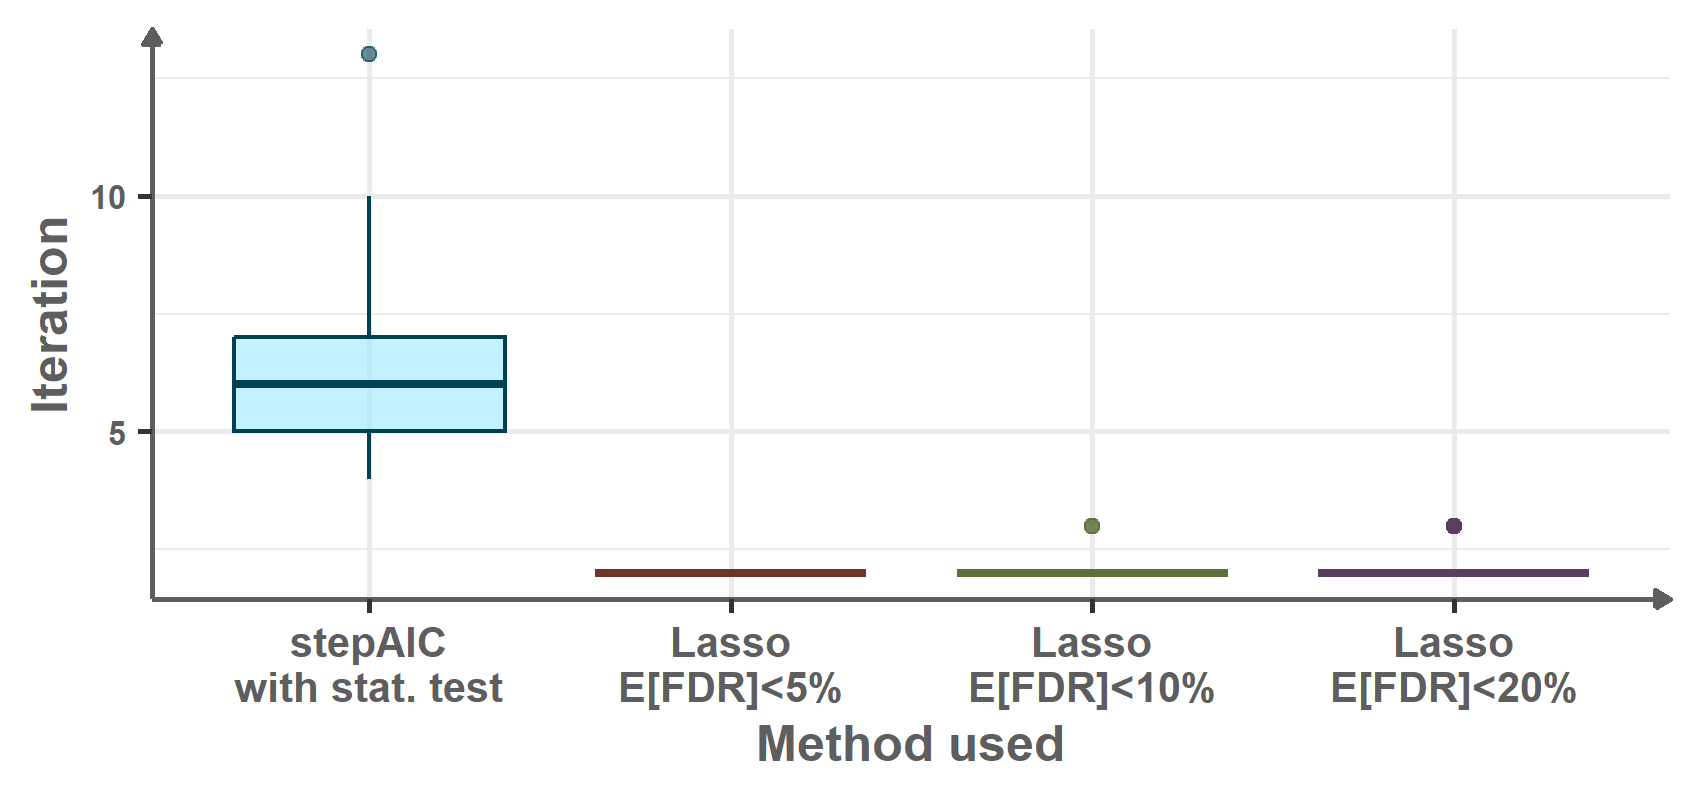 Iteration
10
5
stepAIC
with stat. test
Lasso
E[FDR]<5%
Lasso
E[FDR]<10%
Lasso
E[FDR]<20%
Method used